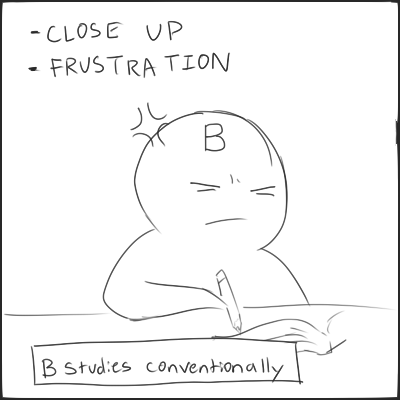 - CLOSE UP
- FRUSTRATION
B
B studies conventionally